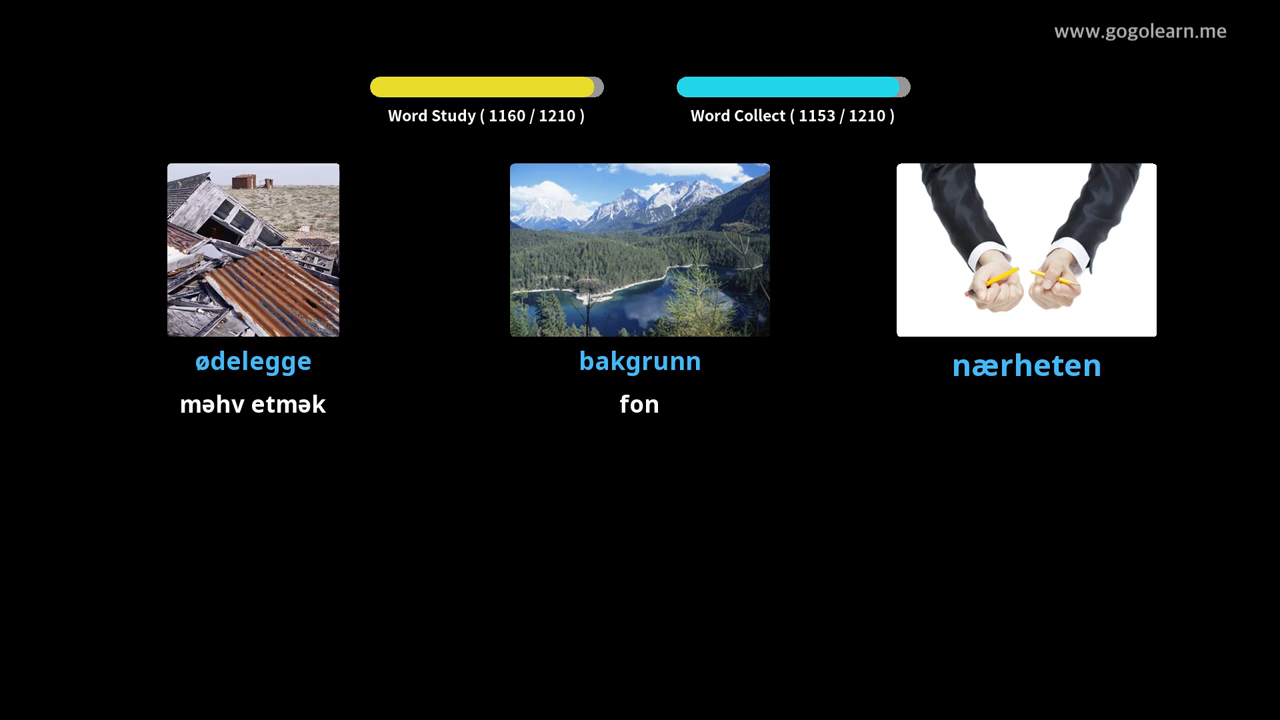 www.gogolearn.me
Word Study ( 1160 / 1210 )
Word Collect ( 1153 / 1210 )
ødelegge
məhv etmək
bakgrunn
fon
nærheten